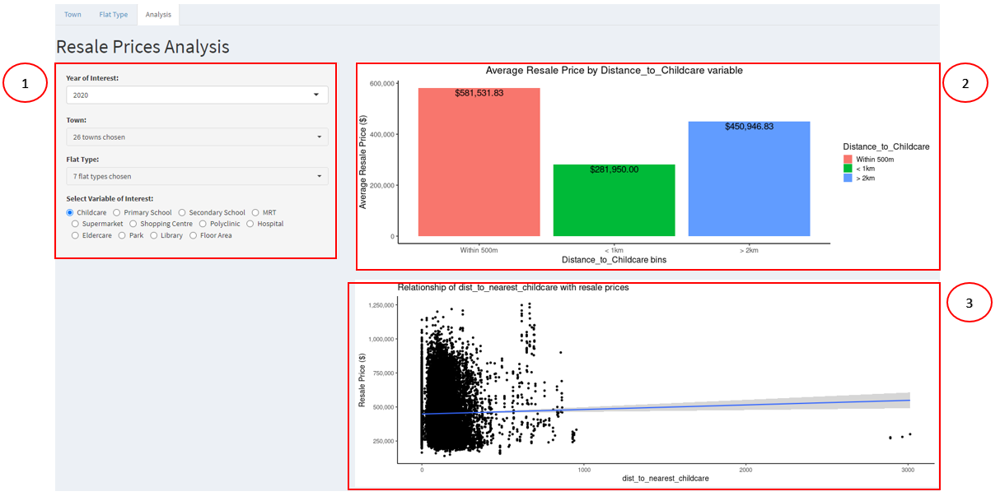 Town Flat Type Analysis
Resale Prices Analysis
1
Year of Interest:
2020
Town:
26 towns chosen
Flat Type:
7 flat types chosen
Select Variable of Interest:
Childcare Primary School Secondary School MRT
Supermarket Shopping Centre Polyclinic Hospital
Eldercare Park Library Floor Area
2
Average Resale Price by Distance_to_Childcare variable
Average Resale Price ($)
600,000
400,000
200,000
0
$581,531.83
$281,950.00
$450,946.83
Within 500m < 1km > 2km
Distance_to_Childcare bins
Distance_to_Childcare
Within 500m
< 1km
> 2km
3
Relationship of dist_to_nearest_childcare with resale prices
Resale Price ($)
1,250,000
1,000,000
750,000
500,000
250,000
0 1000 2000 3000
dist_to_nearest_childcare